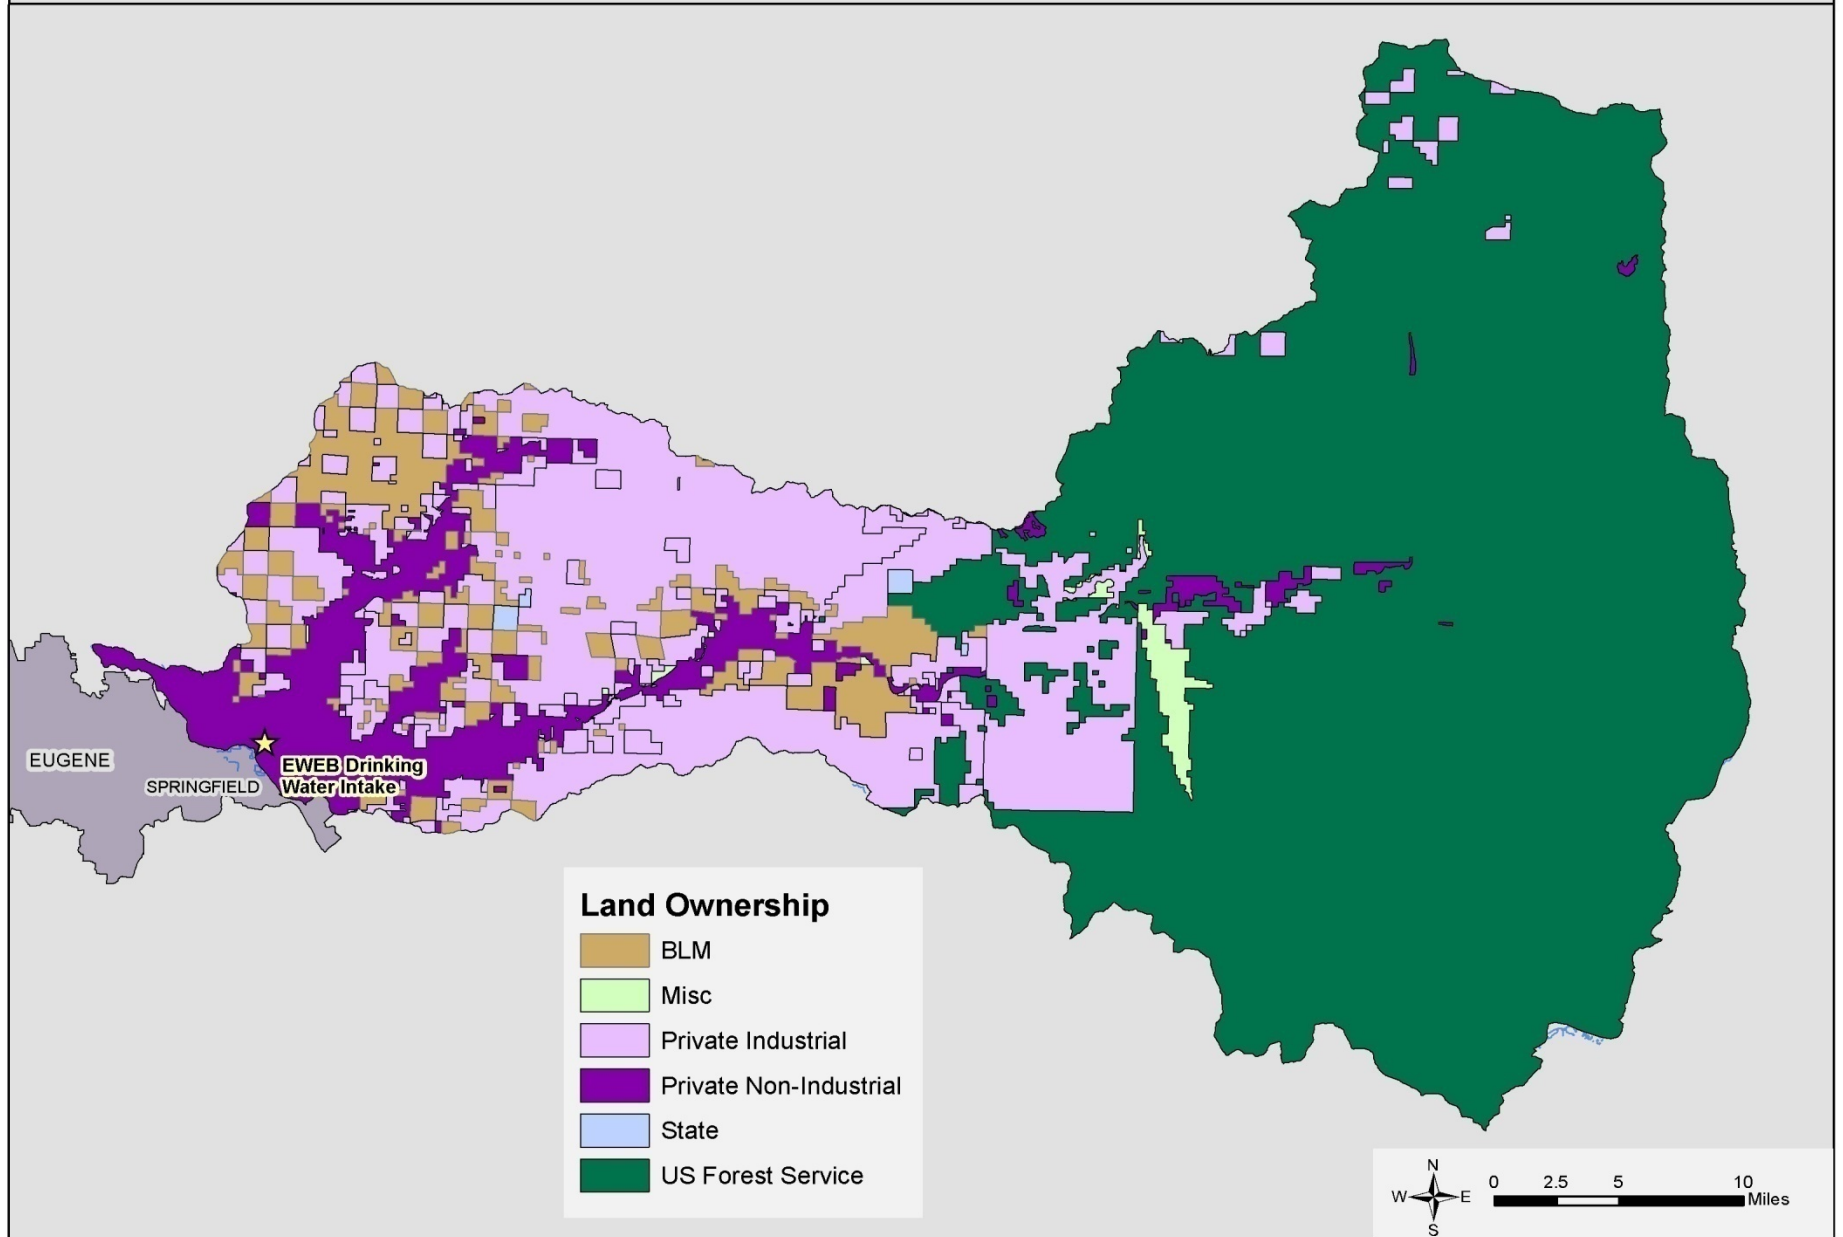 EUGENE
SPRINGFIELD
EWEB Drinking
Water Intake
Land Ownership
BLM
Misc
Private Industrial
Private Non-Industrial
State
US Forest Service
N
W E
S
0 2.5 5 10
Miles